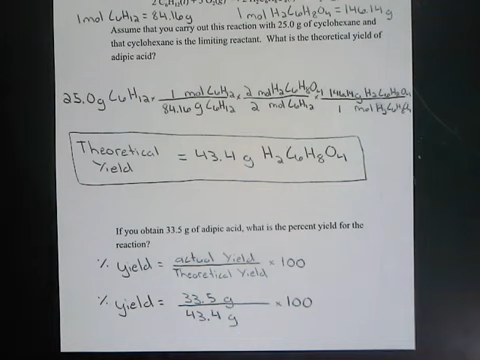 1 mol C6H12 = 84.16g 1 mol H2C6H8O4 = 146.14 g
Assume that you carry out this reaction with 25.0 g of cyclohexane and
that cyclohexane is the limiting reactant. What is the theoretical yield of
adipic acid?
25.0g C6H12 × 1 mol C6H12 / 84.16g C6H12 × 2 mol H2C6H8O4 / 2 mol C6H12 × 146.14g H2C6H8O4 / 1 mol H2C6H8O4
Theoretical Yield = 43.4 g H2C6H8O4
If you obtain 33.5 g of adipic acid, what is the percent yield for the
reaction?
% yield = actual yield / Theoretical Yield × 100
% yield = 33.5 g / 43.4 g × 100